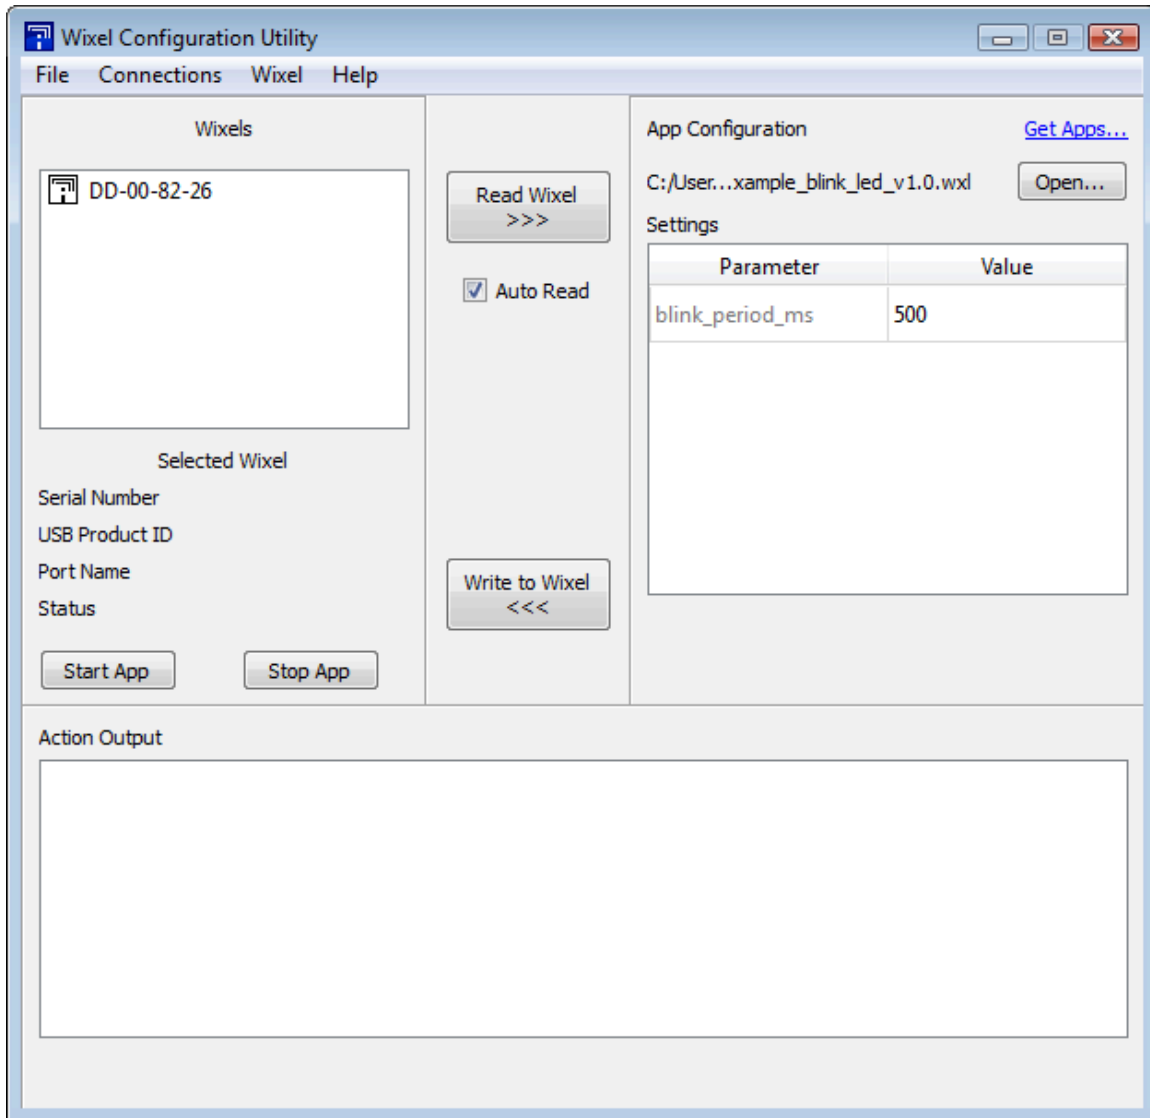 Wixel Configuration Utility
File Connections Wixel Help
Wixels
DD-00-82-26
Selected Wixel
Serial Number
USB Product ID
Port Name
Status
Start App Stop App
Read Wixel
>>>
Auto Read
Write to Wixel
<<<
App Configuration Get Apps...
C:/User...xample_blink_led_v1.0.wxl Open...
Settings
Parameter Value
blink_period_ms 500
Action Output